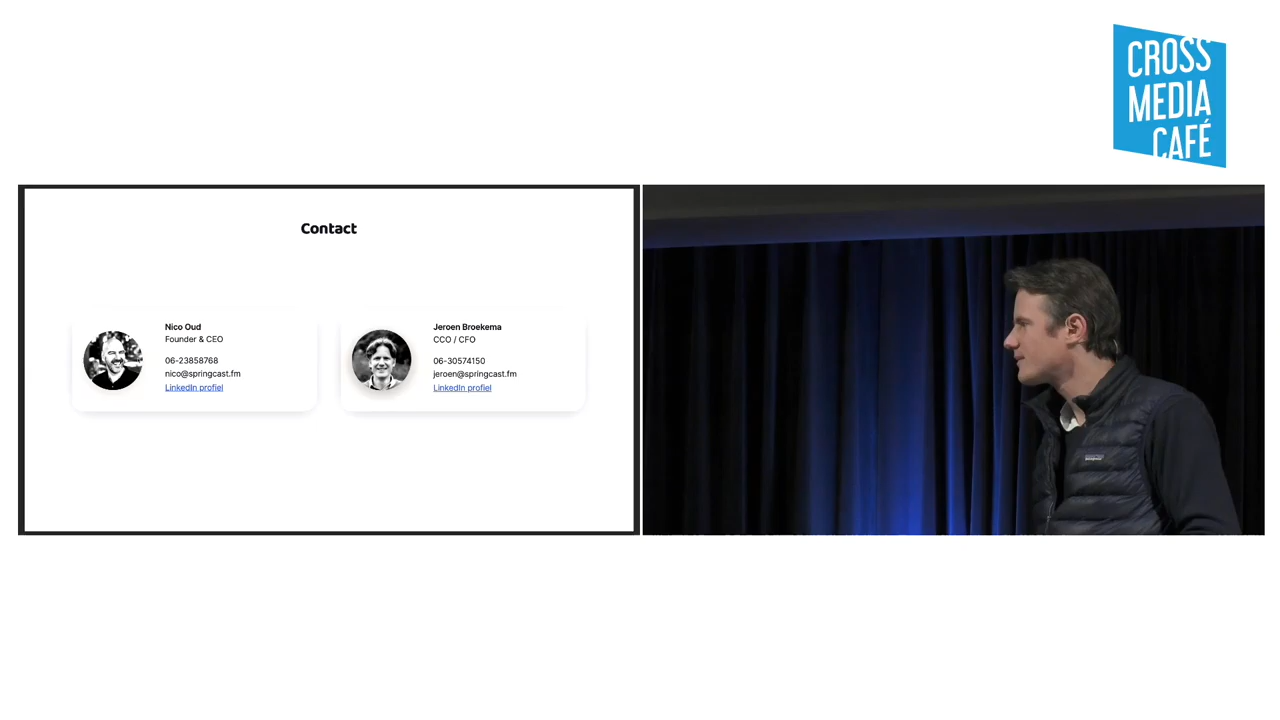 CROSS
MEDIA
CAFÉ
Contact
Nico Oud
Founder & CEO
06-23858768
nico@springcast.fm
LinkedIn profiel
Jeroen Broekema
CCO / CFO
06-30574150
jeroen@springcast.fm
LinkedIn profiel